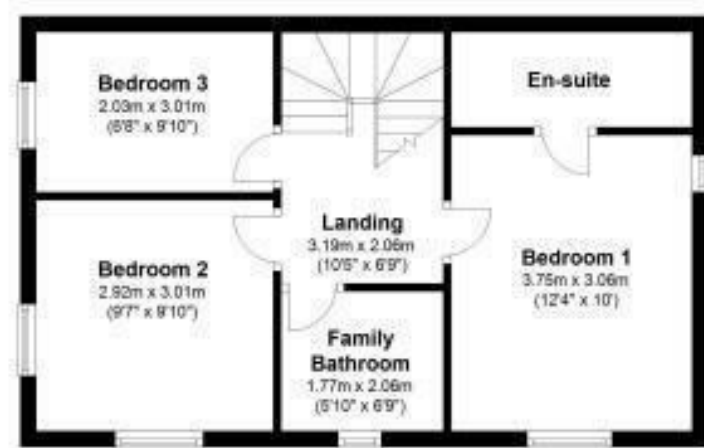 Bedroom 3
2.03m x 3.01m
(6'8" x 9'10")
En-suite
Landing
3.19m x 2.06m
(10'5" x 6'9")
Bedroom 2
2.92m x 3.01m
(9'7" x 9'10")
Bedroom 1
3.75m x 3.06m
(12'4" x 10')
Family
Bathroom
1.77m x 2.06m
(5'10" x 6'9")